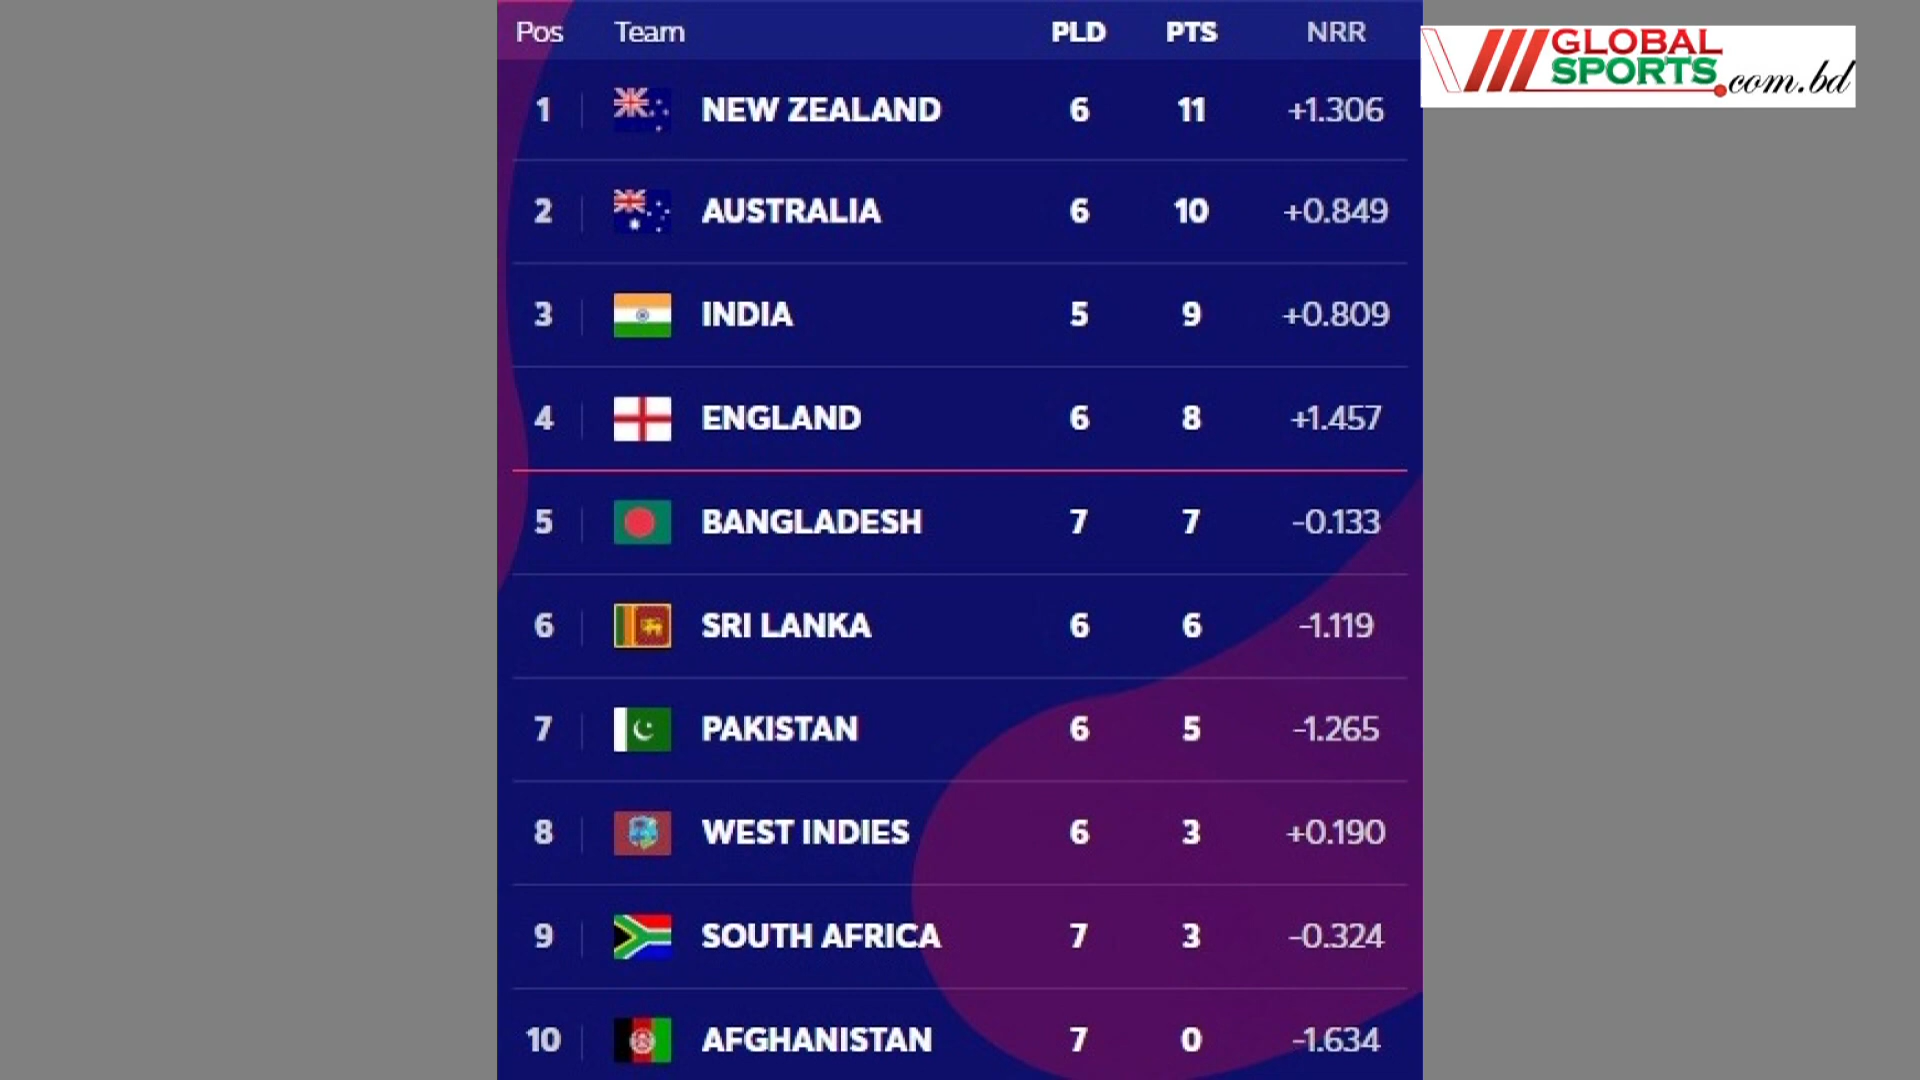 Pos Team PLD PTS NRR
1 NEW ZEALAND 6 11 +1.306
2 AUSTRALIA 6 10 +0.849
3 INDIA 5 9 +0.809
4 ENGLAND 6 8 +1.457
5 BANGLADESH 7 7 -0.133
6 SRI LANKA 6 6 -1.119
7 PAKISTAN 6 5 -1.265
8 WEST INDIES 6 3 +0.190
9 SOUTH AFRICA 7 3 -0.324
10 AFGHANISTAN 7 0 -1.634
GLOBAL
SPORTS.com.bd